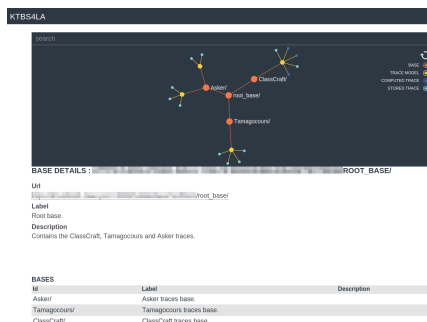 KTBS4LA
search
BASE
TRACE MODEL
COMPUTED TRACE
STORED TRACE
ClassCraft/
Asker/
root_base/
Tamagocours/
BASE DETAILS : ROOT_BASE/
Url
/root_base/
Label
Root base.
Description
Contains the ClassCraft, Tamagocours and Asker traces.
BASES
Id Label Description
Asker/ Asker traces base.
Tamagocours/ Tamagocours traces base.
ClassCraft/ ClassCraft traces base.